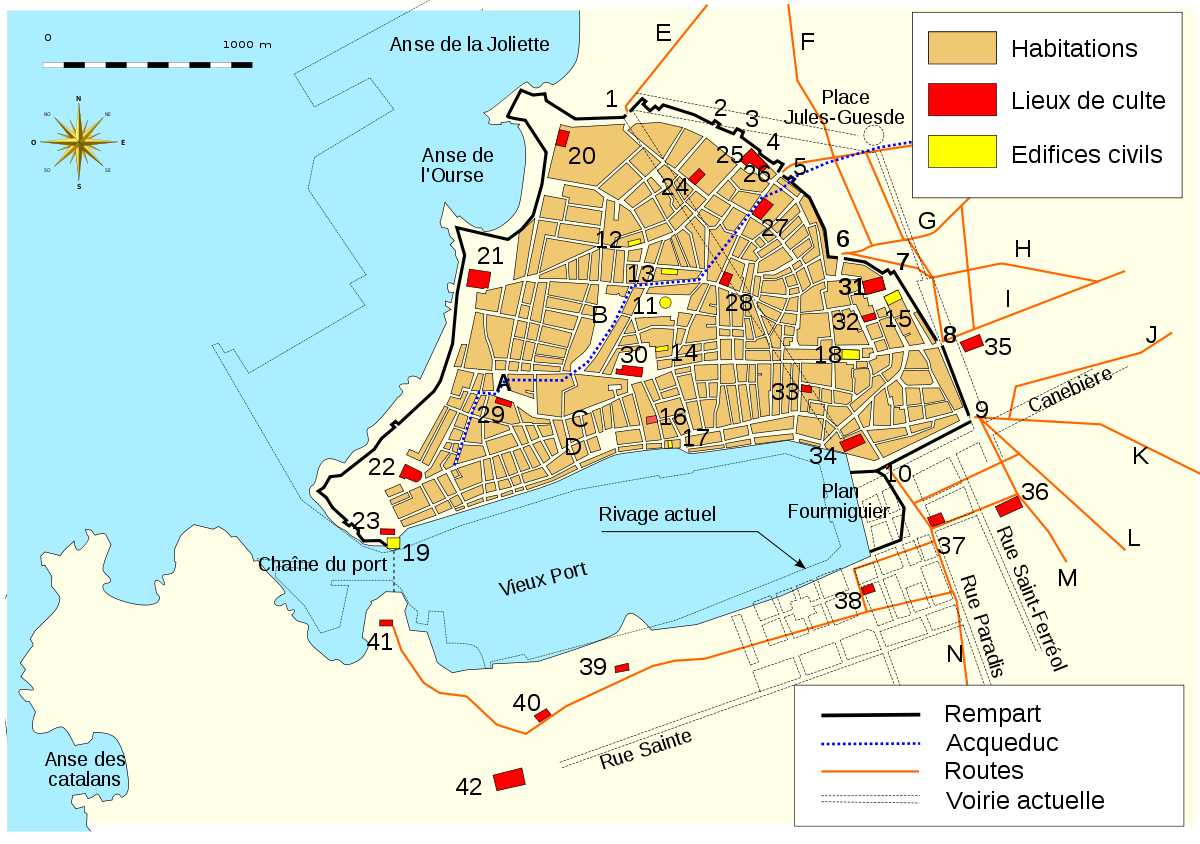 0
1000 m
N
NO
NE
O
E
SO
SE
S
Anse de la Joliette
E
F
Habitations
Lieux de culte
Edifices civils
Place
Jules-Guesde
1
2
3
4
5
Anse de
l'Ourse
20
25
26
24
27
G
12
6
H
21
13
7
31
11
28
I
B
32
15
8
J
30
14
18
35
A
33
Canebière
29
C
16
9
D
17
K
22
34
10
Plan
Fourmiguier
36
Rivage actuel
23
19
37
L
Chaîne du port
Vieux Port
M
38
Rue Saint-Ferréol
Rue Paradis
41
39
N
40
Rue Sainte
Anse des
catalans
42
Rempart
Acqueduc
Routes
Voirie actuelle